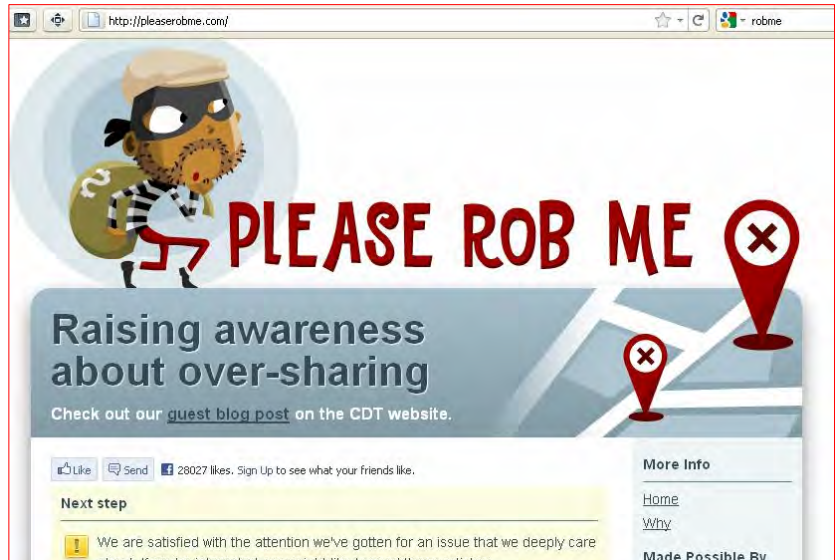 http://pleaserobme.com/
robme
PLEASE ROB ME
Raising awareness
about over-sharing
Check out our guest blog post on the CDT website.
Like Send 28027 likes. Sign Up to see what your friends like.
Next step
We are satisfied with the attention we've gotten for an issue that we deeply care
More Info
Home
Why
Made Possible By